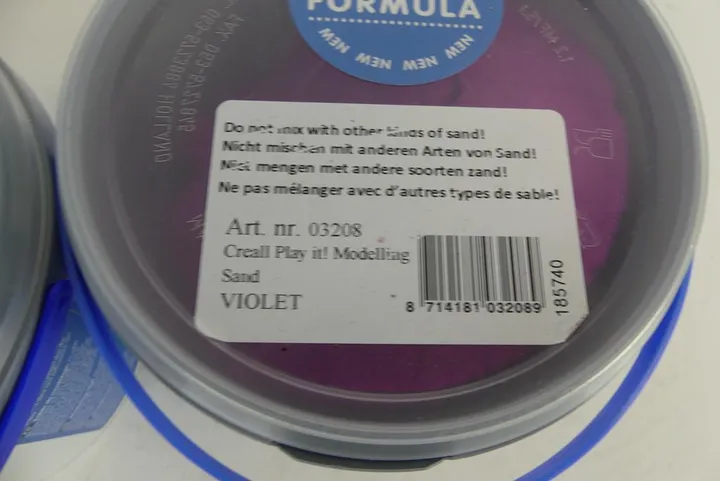 FORMULA
NEW NEW NEW NEW NEW
Do not mix with other kinds of sand!
Nicht mischen mit anderen Arten von Sand!
Niet mengen met andere soorten zand!
Ne pas mélanger avec d'autres types de sable!
Art. nr. 03208
Creall Play it! Modelling
Sand
VIOLET
8 714181 032089
185740